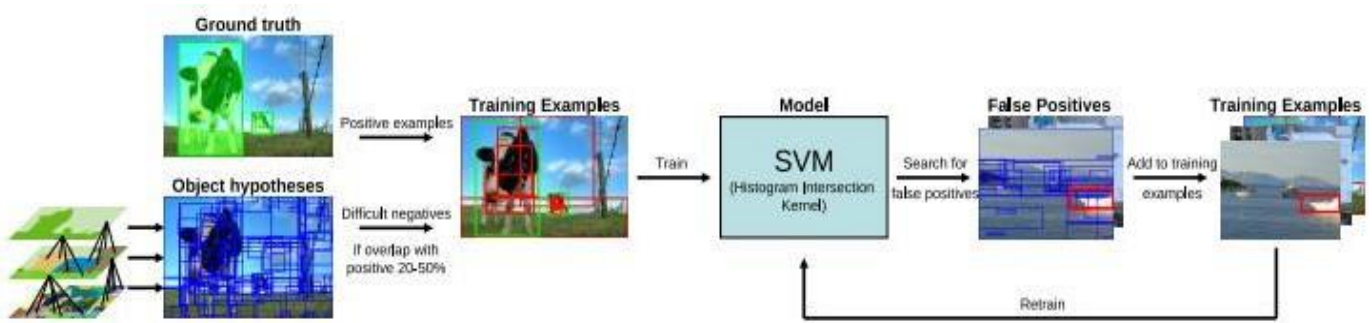 Ground truth
Positive examples
Object hypotheses
Difficult negatives
If overlap with
positive 20-50%
Training Examples
Train
Model
SVM
(Histogram Intersection
Kernel)
Search for
false positives
False Positives
Add to training
examples
Training Examples
Retrain